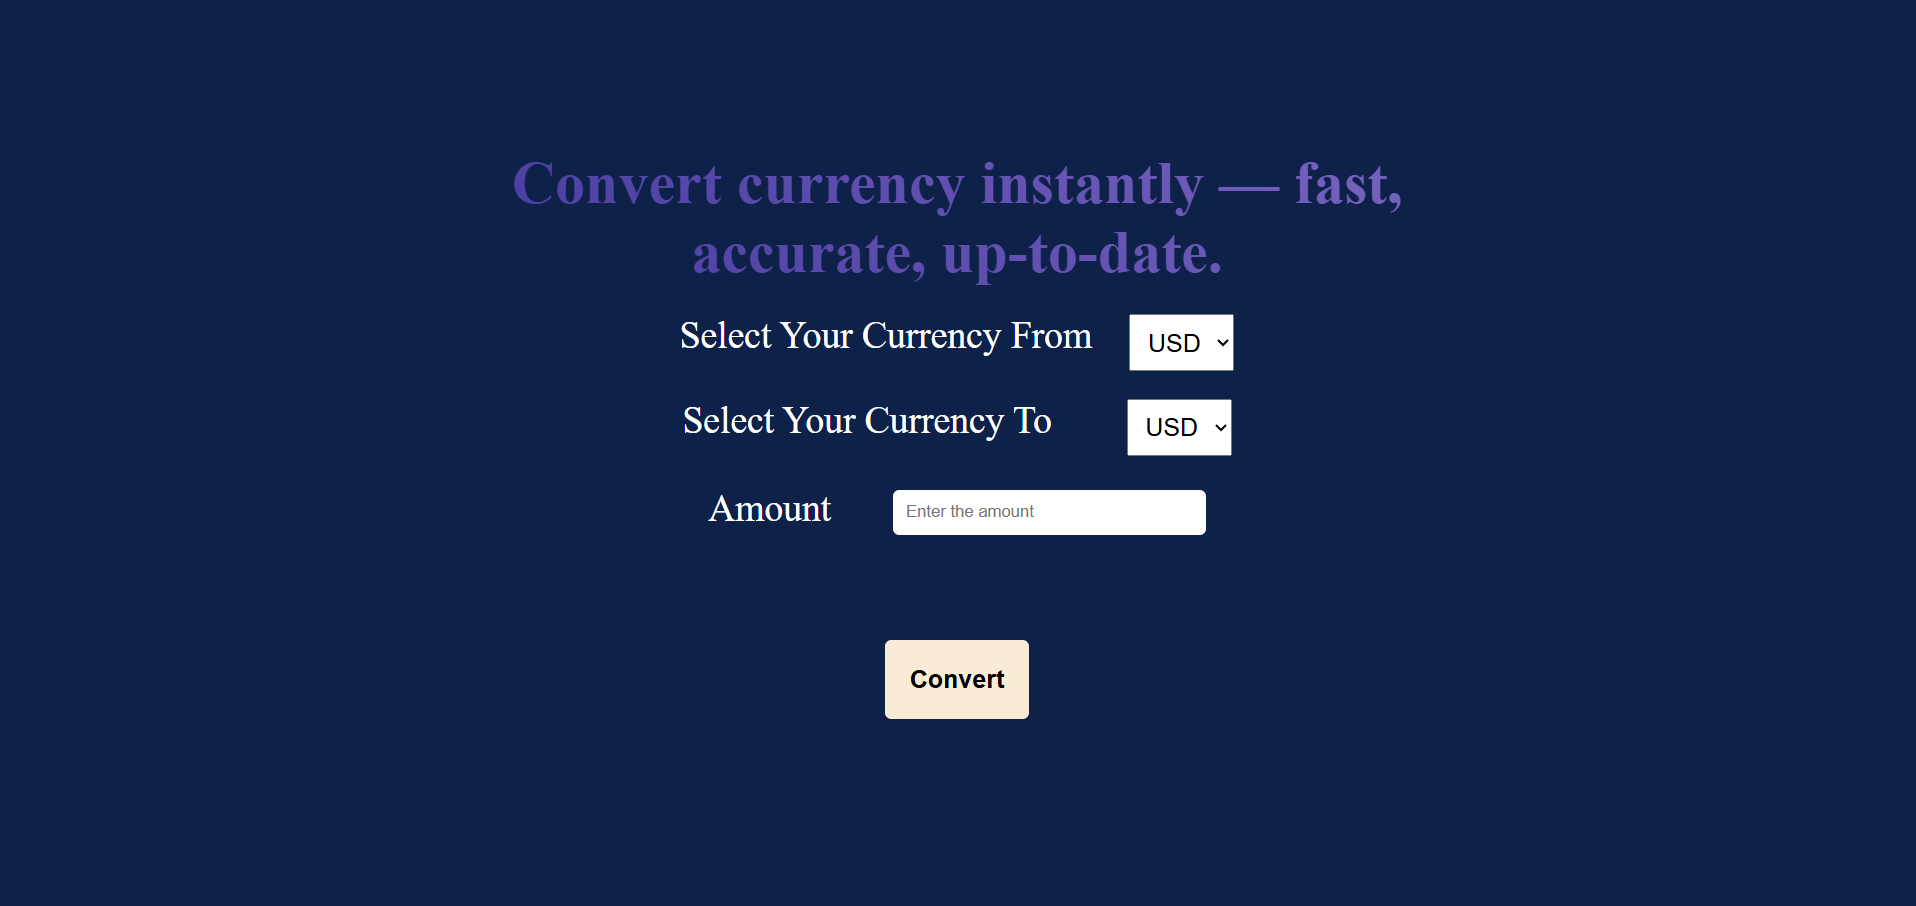 Convert currency instantly — fast,
accurate, up-to-date.
Select Your Currency From USD
Select Your Currency To USD
Amount Enter the amount
Convert